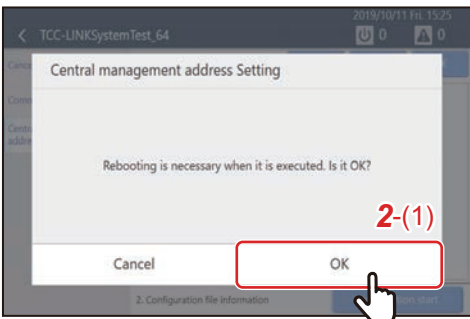 2019/10/11 Fri. 15:25
TCC-LINKSystemTest_64
0
0
Central management address Setting
Rebooting is necessary when it is executed. Is it OK?
2-(1)
Cancel
OK
2. Configuration file information